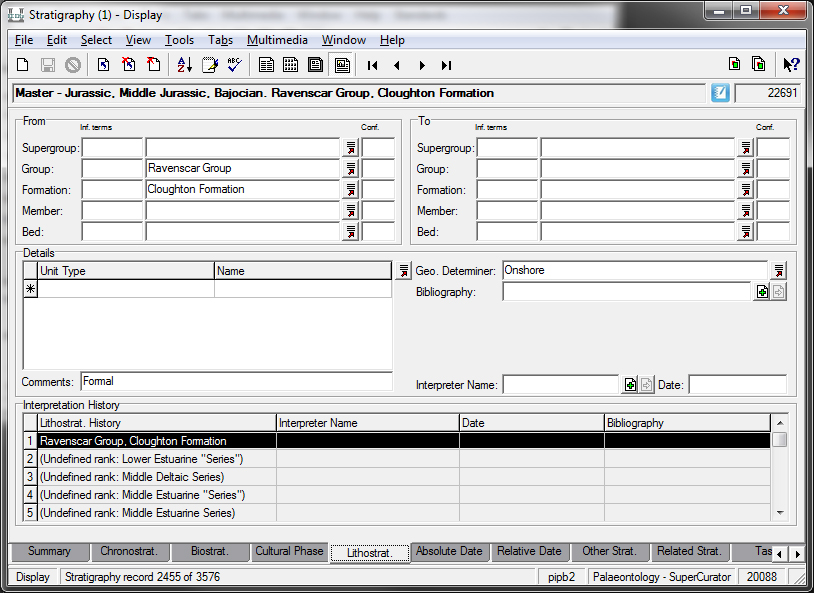 Stratigraphy (1) - Display
File Edit Select View Tools Tabs Multimedia Window Help
Master - Jurassic, Middle Jurassic, Bajocian. Ravenscar Group, Cloughton Formation 22691
From
Inf. terms Conf.
Supergroup:
Group: Ravenscar Group
Formation: Cloughton Formation
Member:
Bed:
To
Inf. terms Conf.
Supergroup:
Group:
Formation:
Member:
Bed:
Details
Unit Type Name
Comments: Formal
Geo. Determiner: Onshore
Bibliography:
Interpreter Name: Date:
Interpretation History
Lithostrat. History Interpreter Name Date Bibliography
1 Ravenscar Group, Cloughton Formation
2 (Undefined rank: Lower Estuarine "Series")
3 (Undefined rank: Middle Deltaic Series)
4 (Undefined rank: Middle Estuarine "Series")
5 (Undefined rank: Middle Estuarine Series)
Summary Chronostrat. Biostrat. Cultural Phase Lithostrat. Absolute Date Relative Date Other Strat. Related Strat. Tas
Display Stratigraphy record 2455 of 3576 pipb2 Palaeontology - SuperCurator 20088